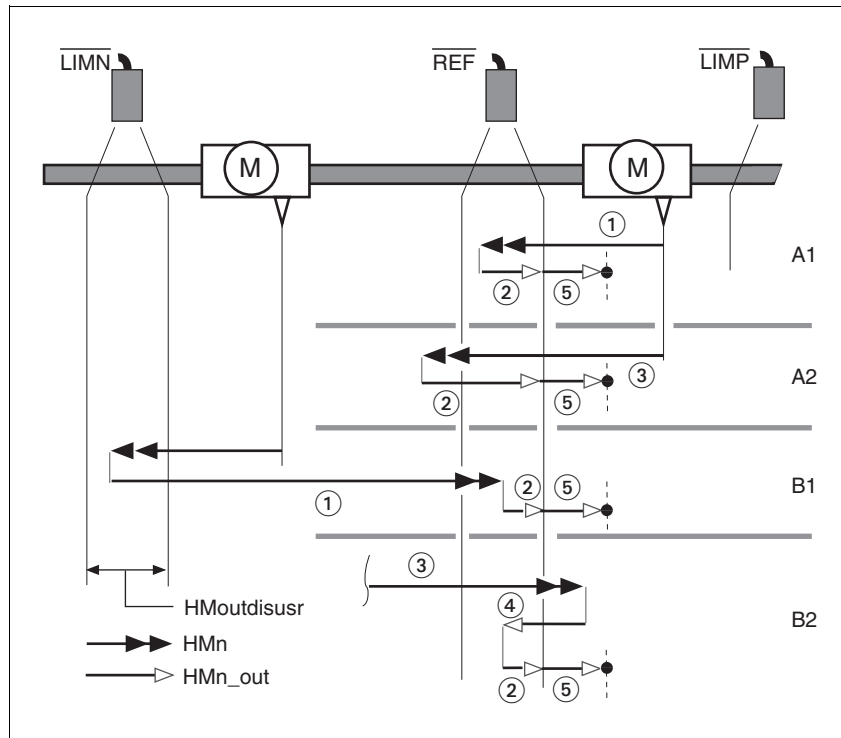 LIMN REF LIMP
M M
①
A1
② ⑤
③
A2
② ⑤
② ⑤
B1
①
③
HMoutdisusr ④
B2
HMn
HMn_out
② ⑤